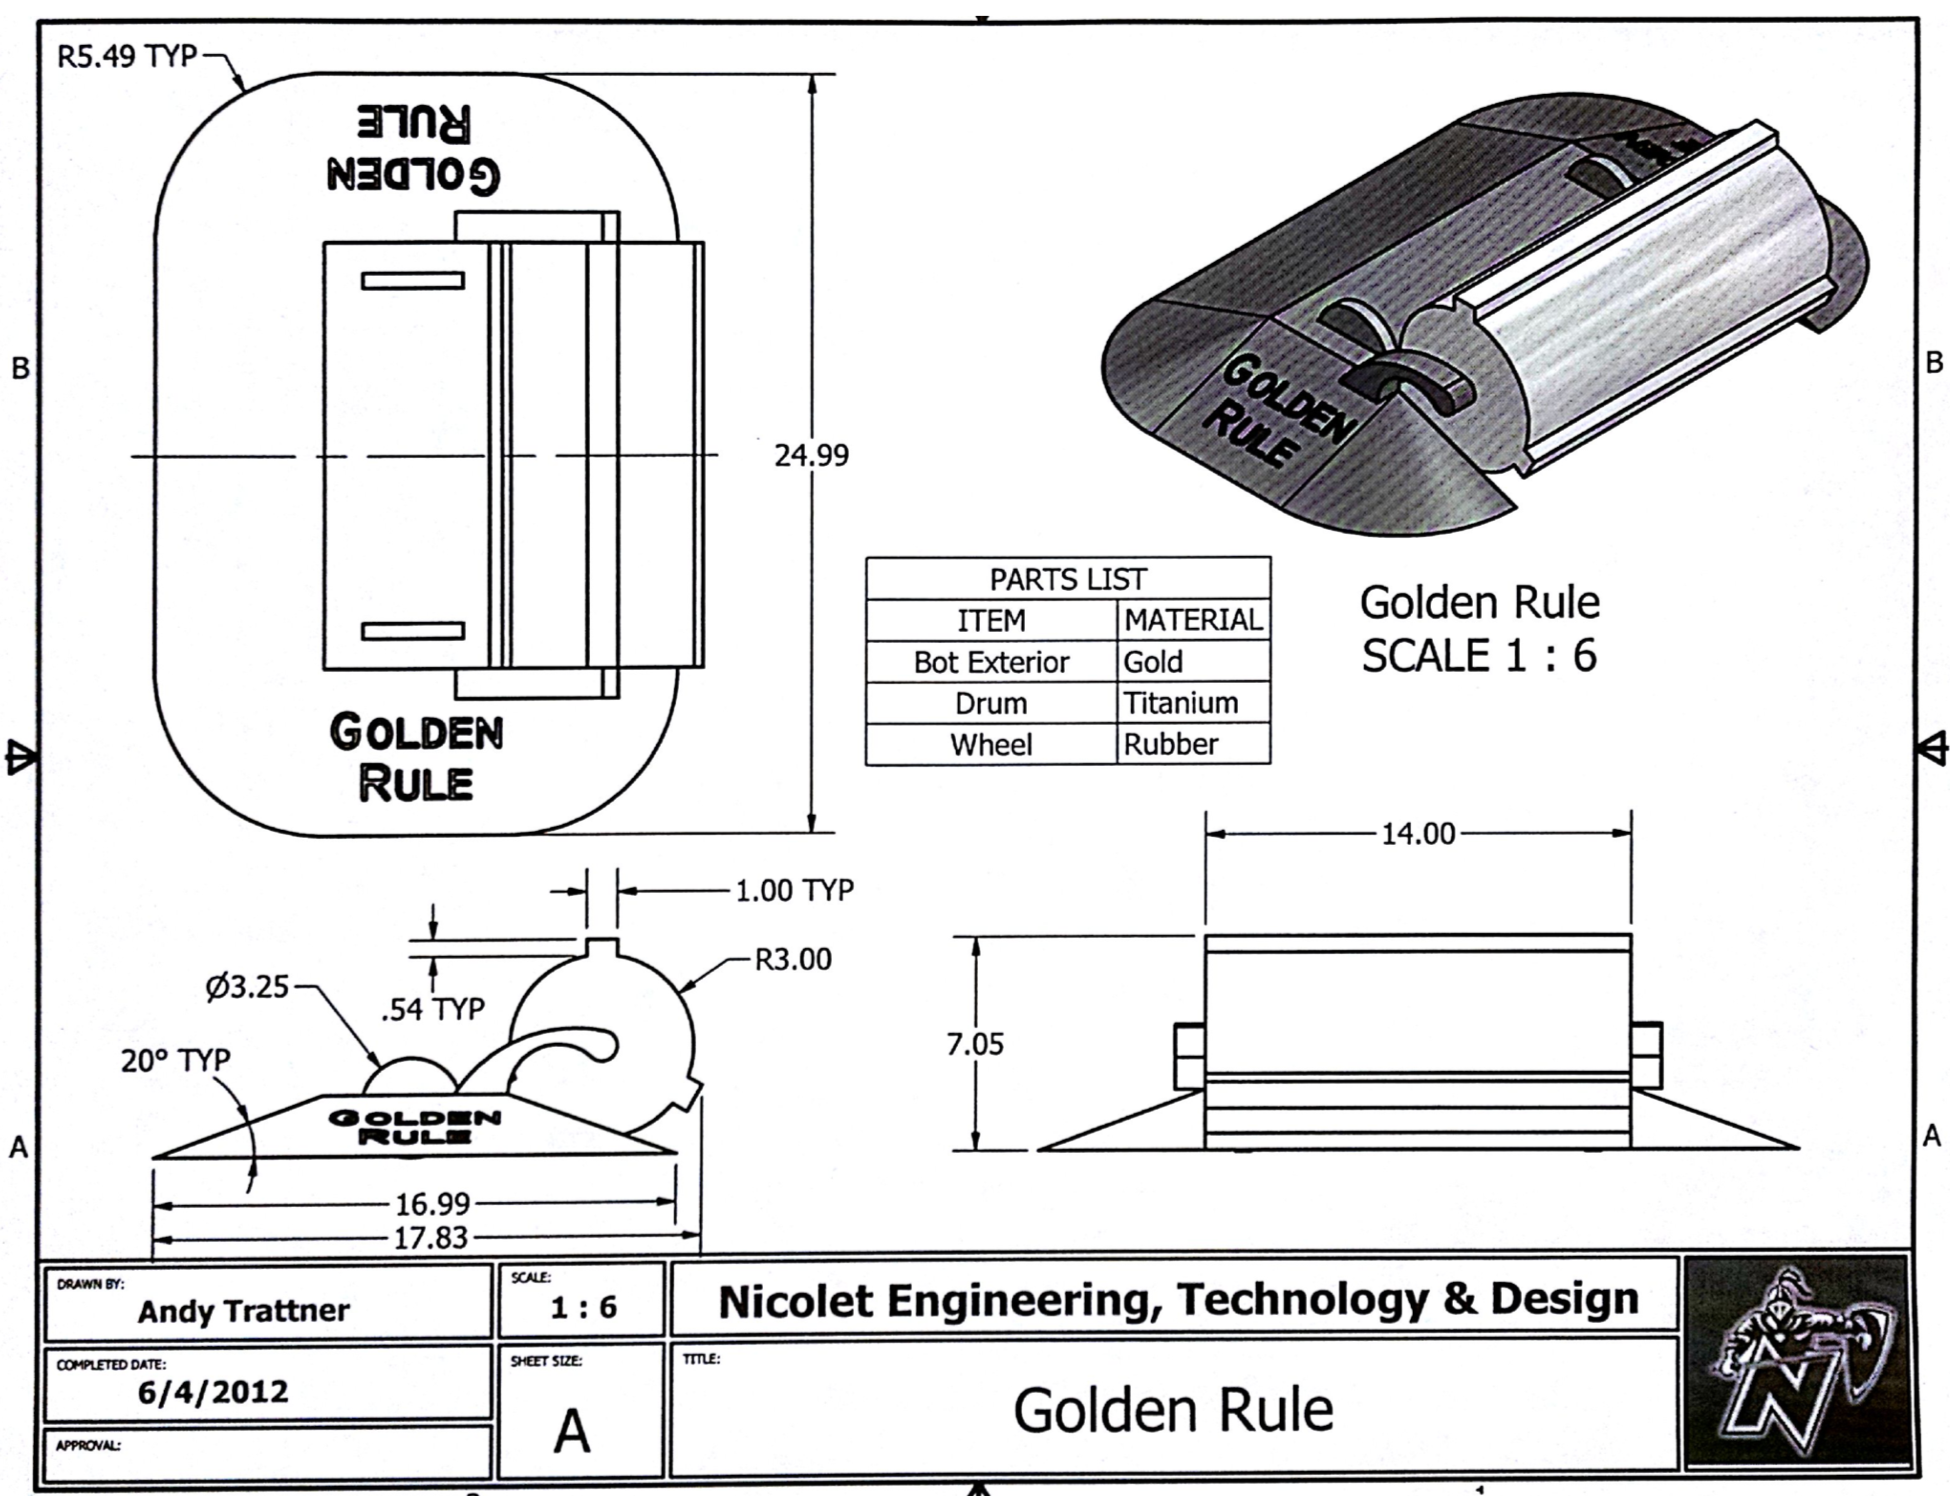 R5.49 TYP
GOLDEN
RULE
GOLDEN
RULE
24.99
GOLDEN
RULE
Golden Rule
SCALE 1 : 6
PARTS LIST
ITEM MATERIAL
Bot Exterior Gold
Drum Titanium
Wheel Rubber
B
B
1.00 TYP
R3.00
Ø3.25
.54 TYP
20° TYP
GOLDEN
RULE
16.99
17.83
14.00
7.05
A
A
DRAWN BY:
Andy Trattner
SCALE:
1 : 6
Nicolet Engineering, Technology & Design
COMPLETED DATE:
6/4/2012
SHEET SIZE:
A
TITLE:
Golden Rule
APPROVAL:
N